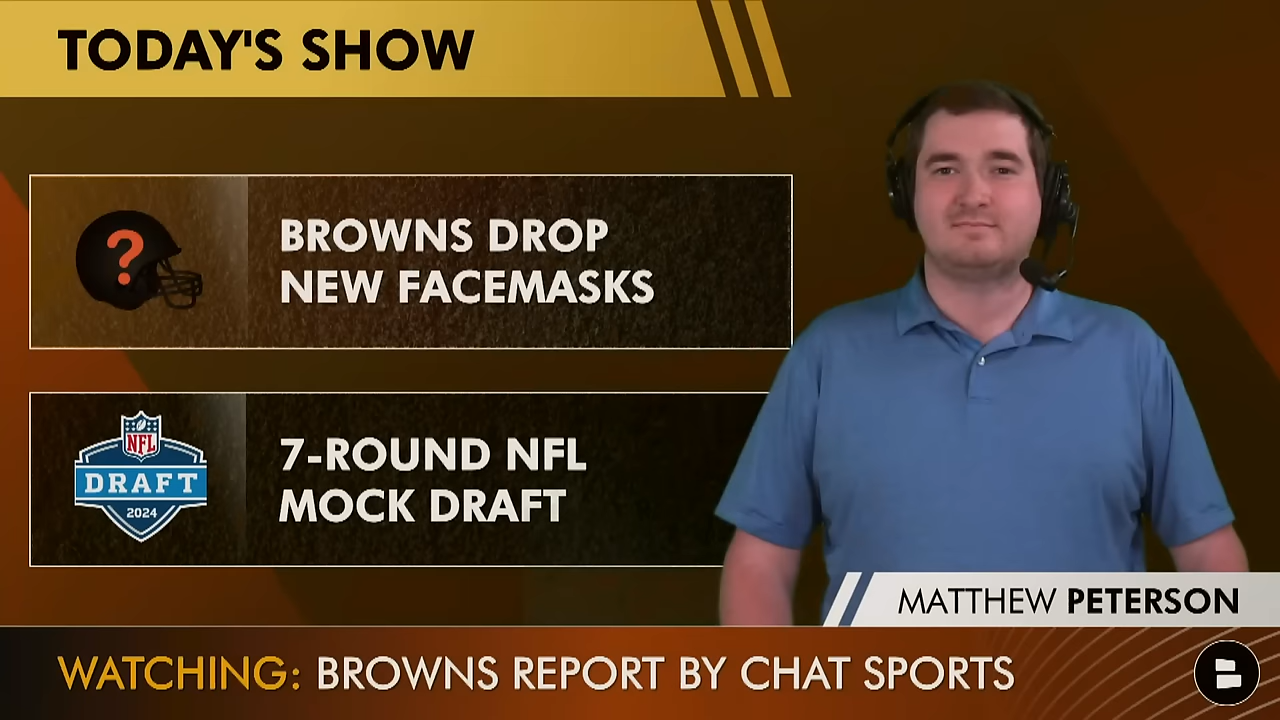 TODAY'S SHOW
?
BROWNS DROP
NEW FACEMASKS
NFL
DRAFT
2024
7-ROUND NFL
MOCK DRAFT
MATTHEW PETERSON
WATCHING: BROWNS REPORT BY CHAT SPORTS